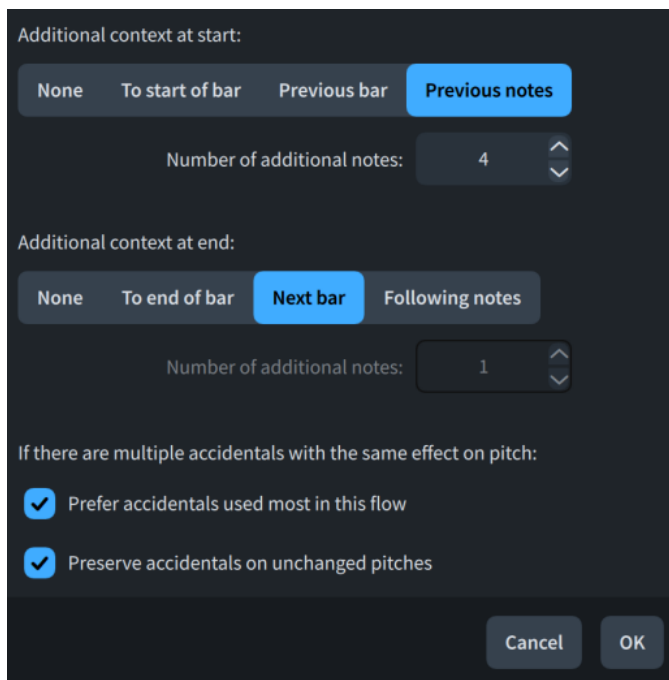 Additional context at start:
None To start of bar Previous bar Previous notes
Number of additional notes: 4
Additional context at end:
None To end of bar Next bar Following notes
Number of additional notes: 1
If there are multiple accidentals with the same effect on pitch:
Prefer accidentals used most in this flow
Preserve accidentals on unchanged pitches
Cancel OK